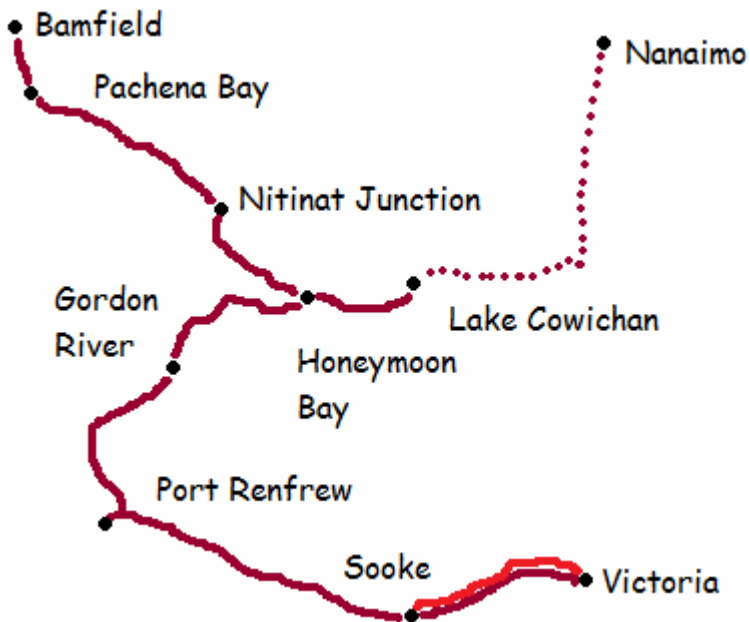 Bamfield
Nanaimo
Pachena Bay
Nitinat Junction
Gordon
River
Lake Cowichan
Honeymoon
Bay
Port Renfrew
Sooke
Victoria